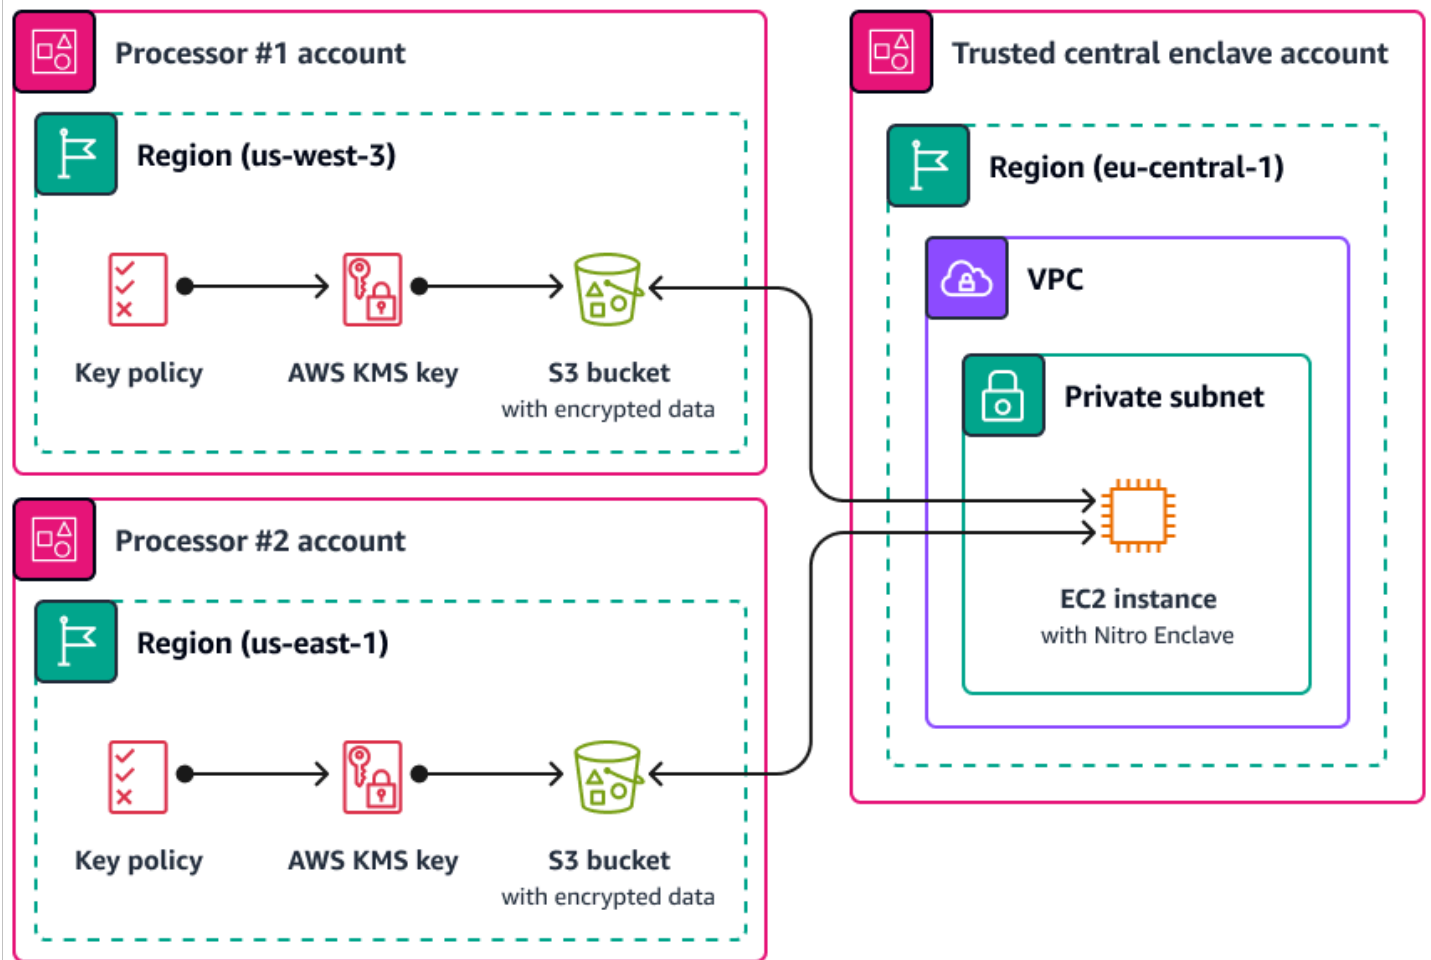 Processor #1 account
Region (us-west-3)
Key policy
AWS KMS key
S3 bucket
with encrypted data
Processor #2 account
Region (us-east-1)
Key policy
AWS KMS key
S3 bucket
with encrypted data
Trusted central enclave account
Region (eu-central-1)
VPC
Private subnet
EC2 instance
with Nitro Enclave